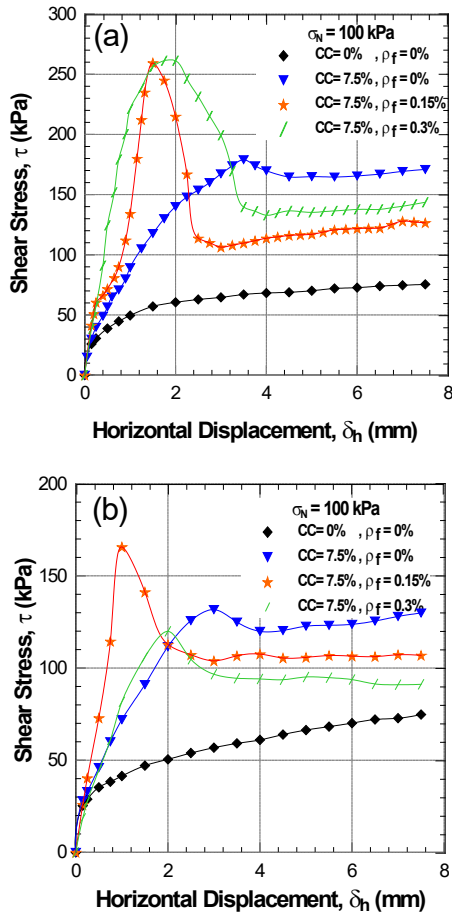 (a)
σN = 100 kPa
CC= 0% , ρf = 0%
CC= 7.5%, ρf = 0%
CC= 7.5%, ρf = 0.15%
CC= 7.5%, ρf = 0.3%
300
250
200
150
100
50
0
Shear Stress, τ (kPa)
0 2 4 6 8
Horizontal Displacement, δh (mm)
(b)
σN = 100 kPa
CC= 0% , ρf = 0%
CC= 7.5%, ρf = 0%
CC= 7.5%, ρf = 0.15%
CC= 7.5%, ρf = 0.3%
200
150
100
50
0
Shear Stress, τ (kPa)
0 2 4 6 8
Horizontal Displacement, δh (mm)